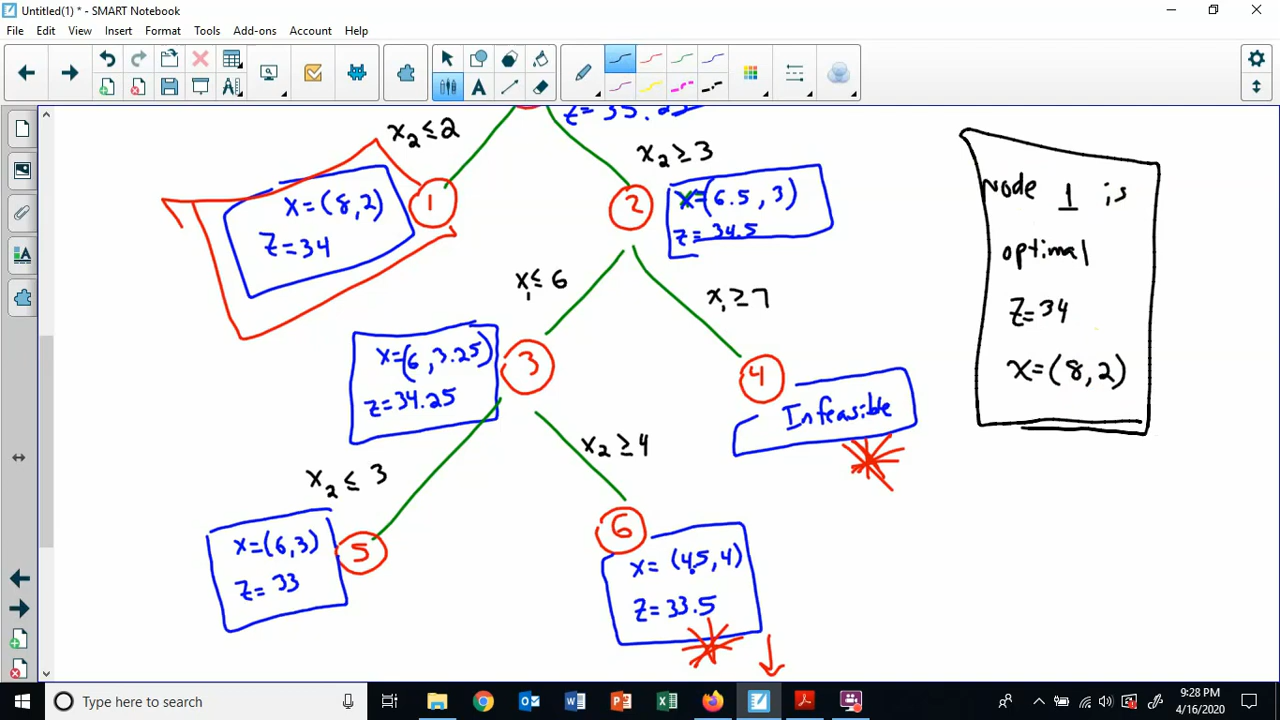 Untitled(1) * - SMART Notebook
File Edit View Insert Format Tools Add-ons Account Help
x₂ ≤ 2
x₂ ≥ 3
1
x=(8,2)
Z=34
2
x=(6.5, 3)
z=34.5
x₁ ≤ 6
x₁ ≥ 7
3
x=(6, 3.25)
z=34.25
4
Infeasible
x₂ ≤ 3
x₂ ≥ 4
5
x=(6,3)
z=33
6
x= (4.5, 4)
Z=33.5
Node 1 is
optimal
Z=34
x=(8,2)
Type here to search
9:28 PM
4/16/2020